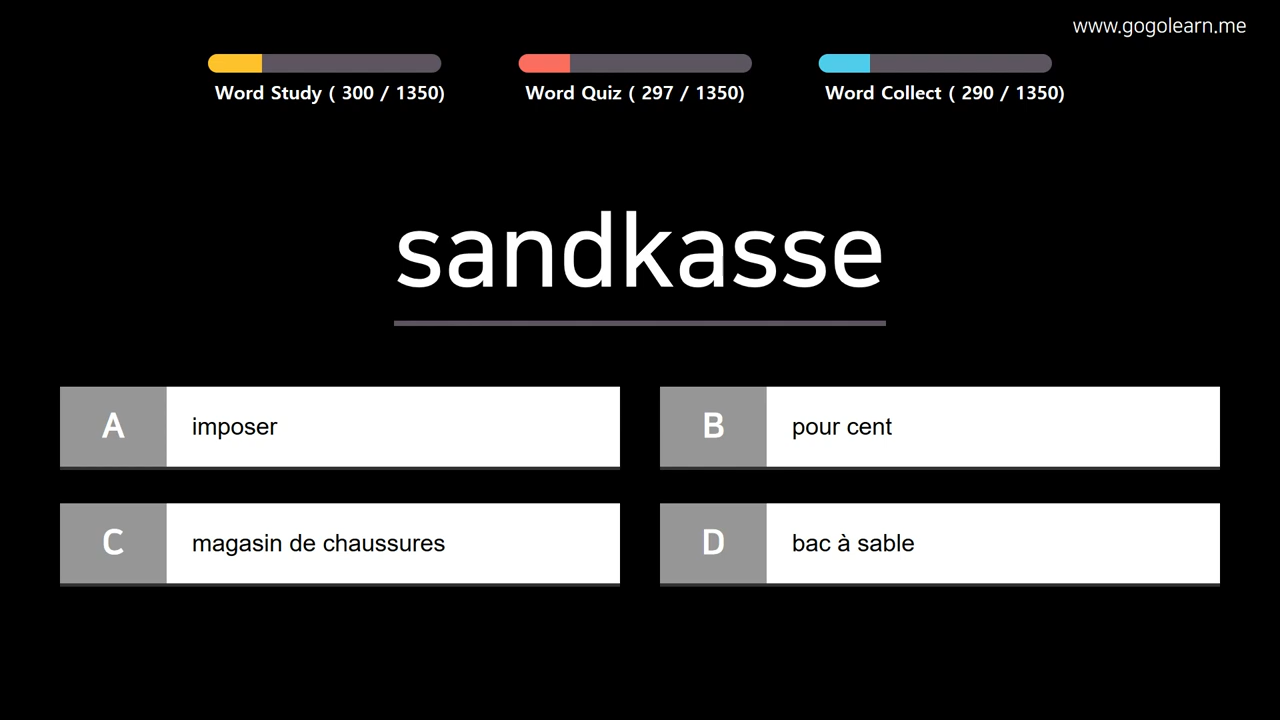 www.gogolearn.me
Word Study ( 300 / 1350)
Word Quiz ( 297 / 1350)
Word Collect ( 290 / 1350)
sandkasse
A imposer
B pour cent
C magasin de chaussures
D bac à sable